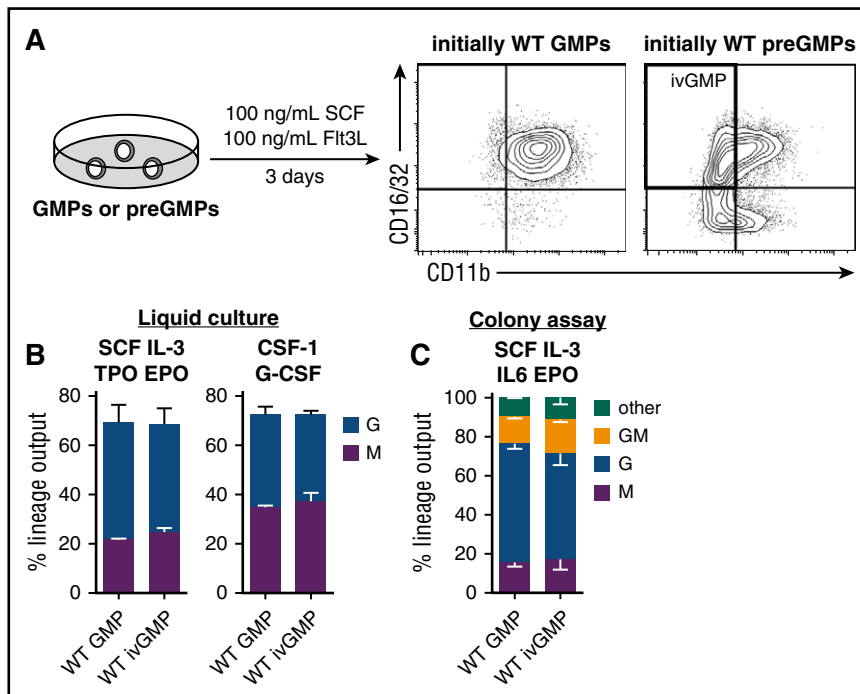 A
100 ng/mL SCF
100 ng/mL Flt3L
3 days
GMPs or preGMPs
initially WT GMPs
initially WT preGMPs
ivGMP
CD16/32
CD11b
Liquid culture
B
SCF IL-3
TPO EPO
CSF-1
G-CSF
% lineage output
80
60
40
20
0
80
60
40
20
0
G
M
WT GMP
WT ivGMP
WT GMP
WT ivGMP
Colony assay
C
SCF IL-3
IL6 EPO
% lineage output
100
80
60
40
20
0
other
GM
G
M
WT GMP
WT ivGMP